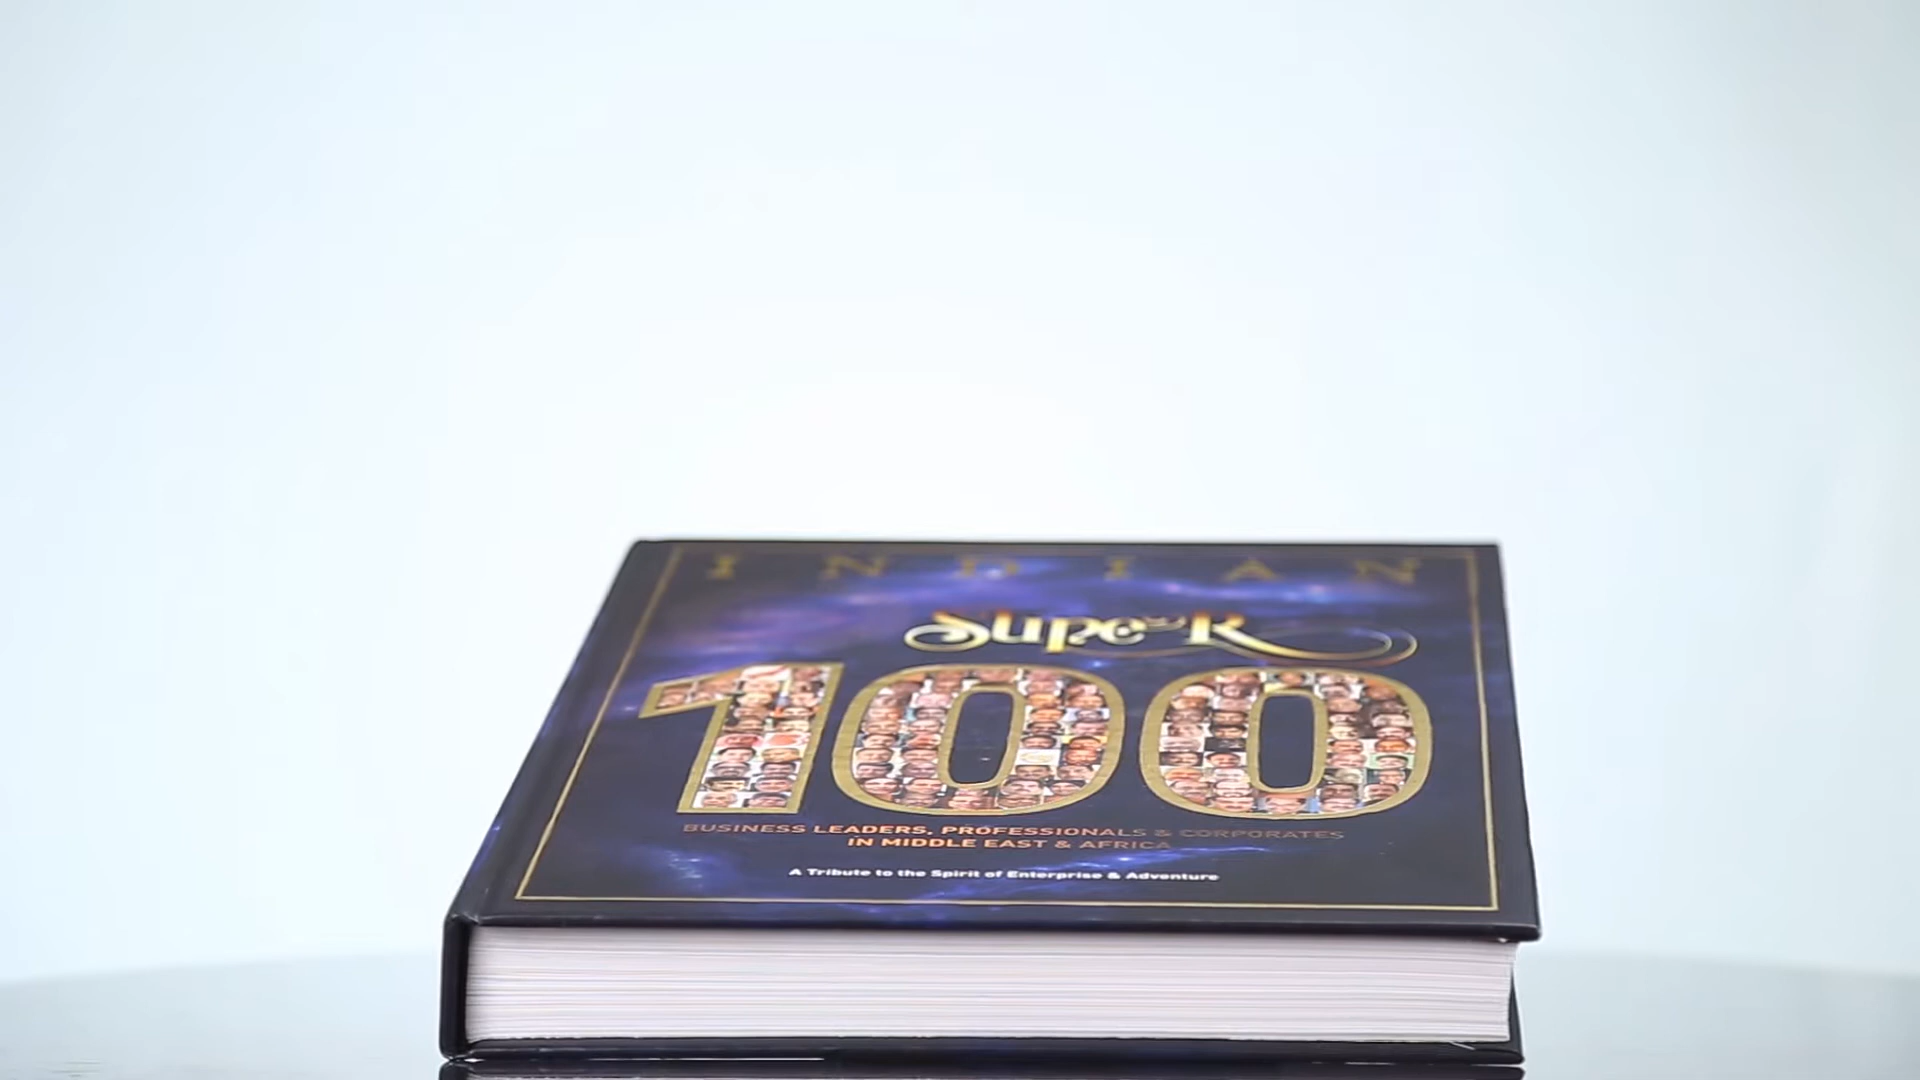 INDIAN
SUPER
100
BUSINESS LEADERS, PROFESSIONALS & CORPORATES
IN MIDDLE EAST & AFRICA
A Tribute to the Spirit of Enterprise & Adventure